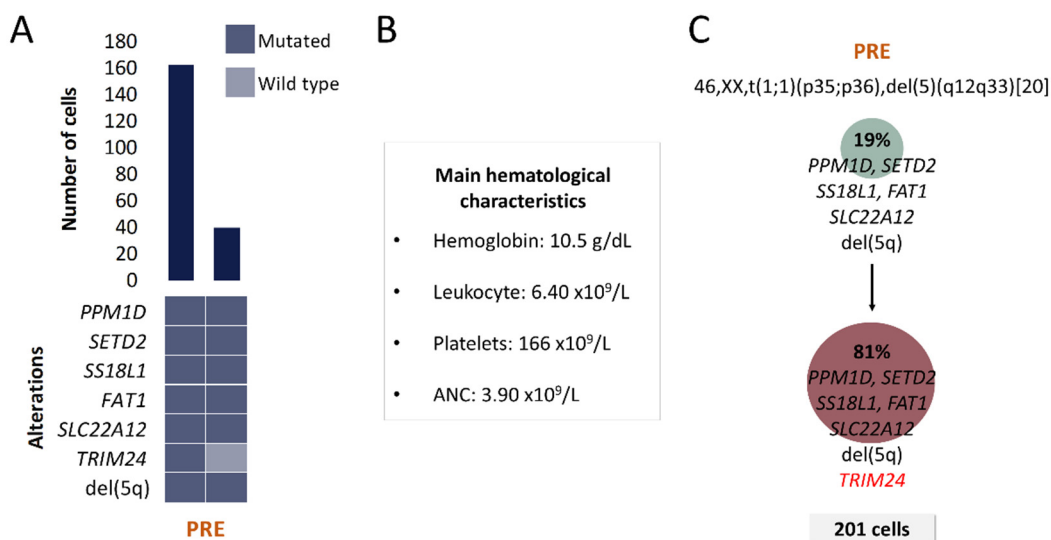 A
Number of cells
180
160
140
120
100
80
60
40
20
0
Mutated
Wild type
Alterations
PPM1D
SETD2
SS18L1
FAT1
SLC22A12
TRIM24
del(5q)
PRE
B
Main hematological
characteristics
• Hemoglobin: 10.5 g/dL
• Leukocyte: 6.40 x10⁹/L
• Platelets: 166 x10⁹/L
• ANC: 3.90 x10⁹/L
C
PRE
46,XX,t(1;1)(p35;p36),del(5)(q12q33)[20]
19%
PPM1D, SETD2
SS18L1, FAT1
SLC22A12
del(5q)
81%
PPM1D, SETD2
SS18L1, FAT1
SLC22A12
del(5q)
TRIM24
201 cells